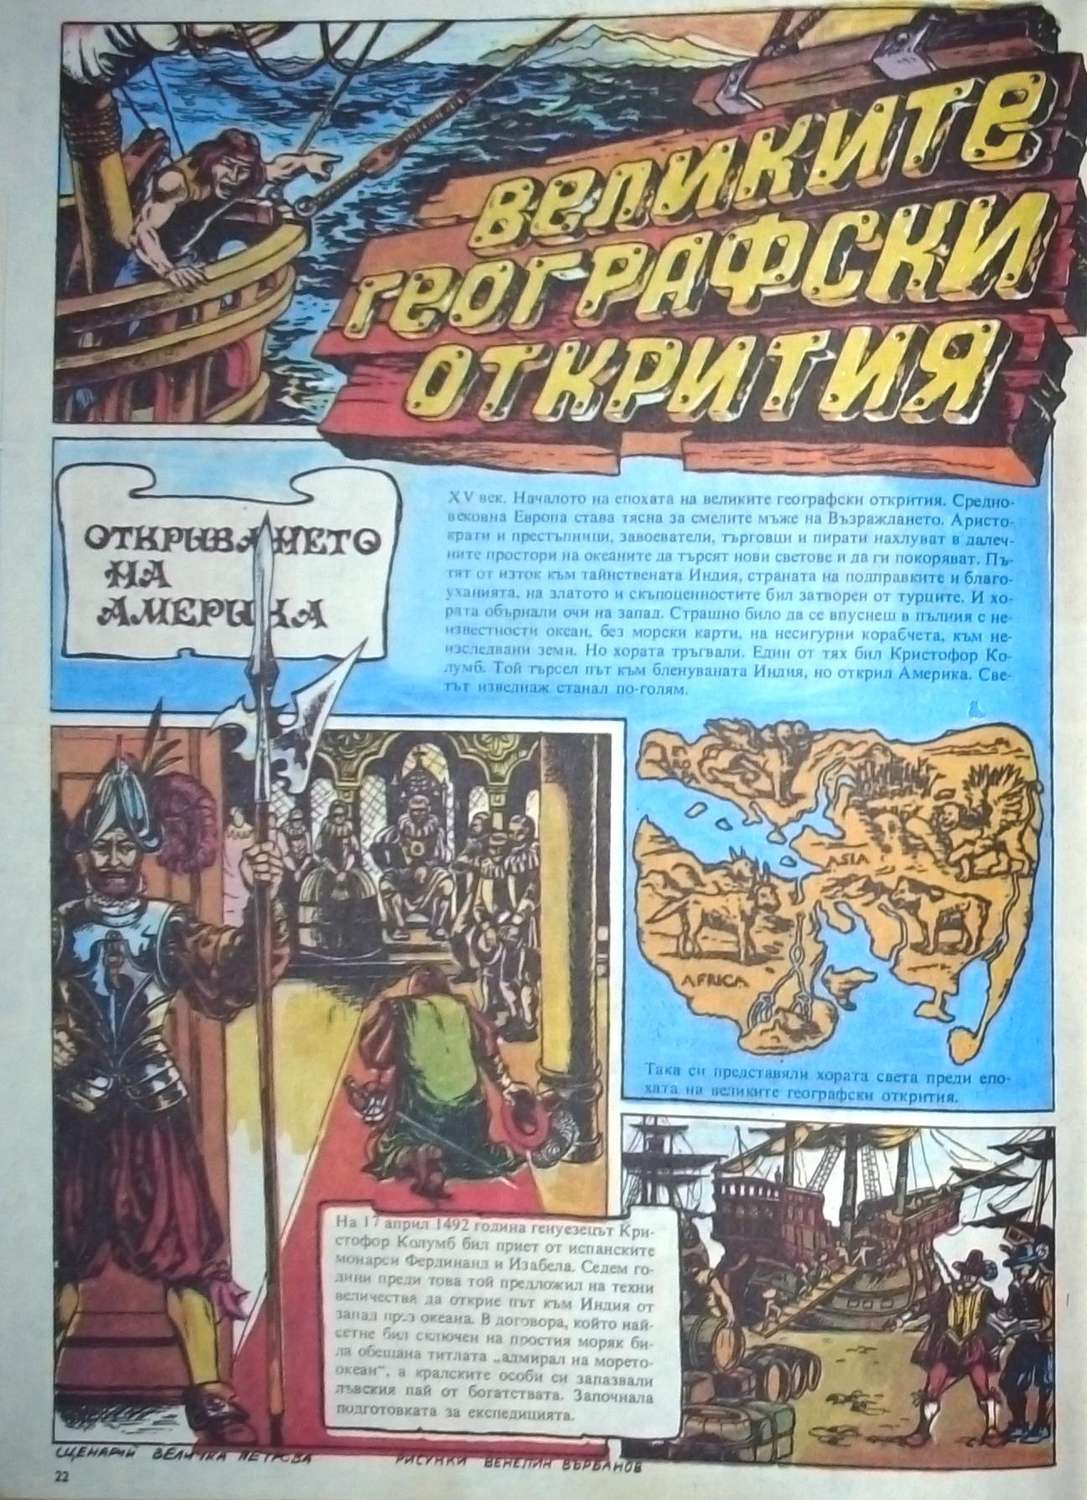 ВЕЛИКИТЕ
ГЕОГРАФСКИ
ОТКРИТИЯ
ОТКРИВАНЕТО
НА
АМЕРИКА
XV век. Началото на епохата на великите географски открития. Средно-
вековна Европа става тясна за смелите мъже на Възраждането. Аристо-
крати и престъпници, завоеватели, търговци и пирати нахлуват в далеч-
ните простори на океаните да търсят нови светове и да ги покоряват. Пъ-
тят от изток към тайнствената Индия, страната на подправките и благо-
уханията, на златото и скъпоценностите бил затворен от турците. И хо-
рата обърнали очи на запад. Страшно било да се впуснеш в пълния с не-
известности океан, без морски карти, на несигурни корабчета, към не-
изследвани земи. Но хората тръгвали. Един от тях бил Кристофор Ко-
лумб. Той търсел път към бленуваната Индия, но открил Америка. Све-
тът изведнаж станал по-голям.
ASIA
AFRICA
Така си представяли хората света преди епо-
хата на великите географски открития.
На 17 април 1492 година генуезецът Кри-
стофор Колумб бил приет от испанските
монарси Фердинанд и Изабела. Седем го-
дини преди това той предложил на техни
величества да открие път към Индия от
запад през океана. В договора, който най-
сетне бил сключен на простия моряк би-
ла обещана титлата „адмирал на морето-
океан“, а кралските особи си запазвали
лъвския пай от богатствата. Започнала
подготовката за експедицията.
СЦЕНАРИЙ ВЕЛИЧКА ПЕТРОВА
РИСУНКИ ВЕНЕЛИН ВЪРБАНОВ
22